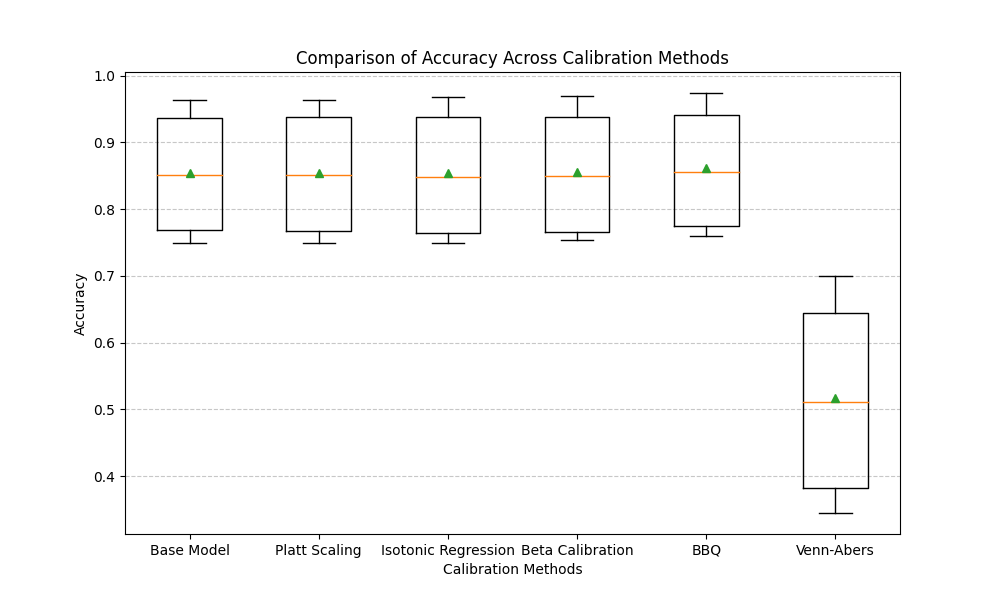 Comparison of Accuracy Across Calibration Methods
1.0
0.9
0.8
0.7
0.6
0.5
0.4
Accuracy
Base Model Platt Scaling Isotonic Regression Beta Calibration BBQ Venn-Abers
Calibration Methods